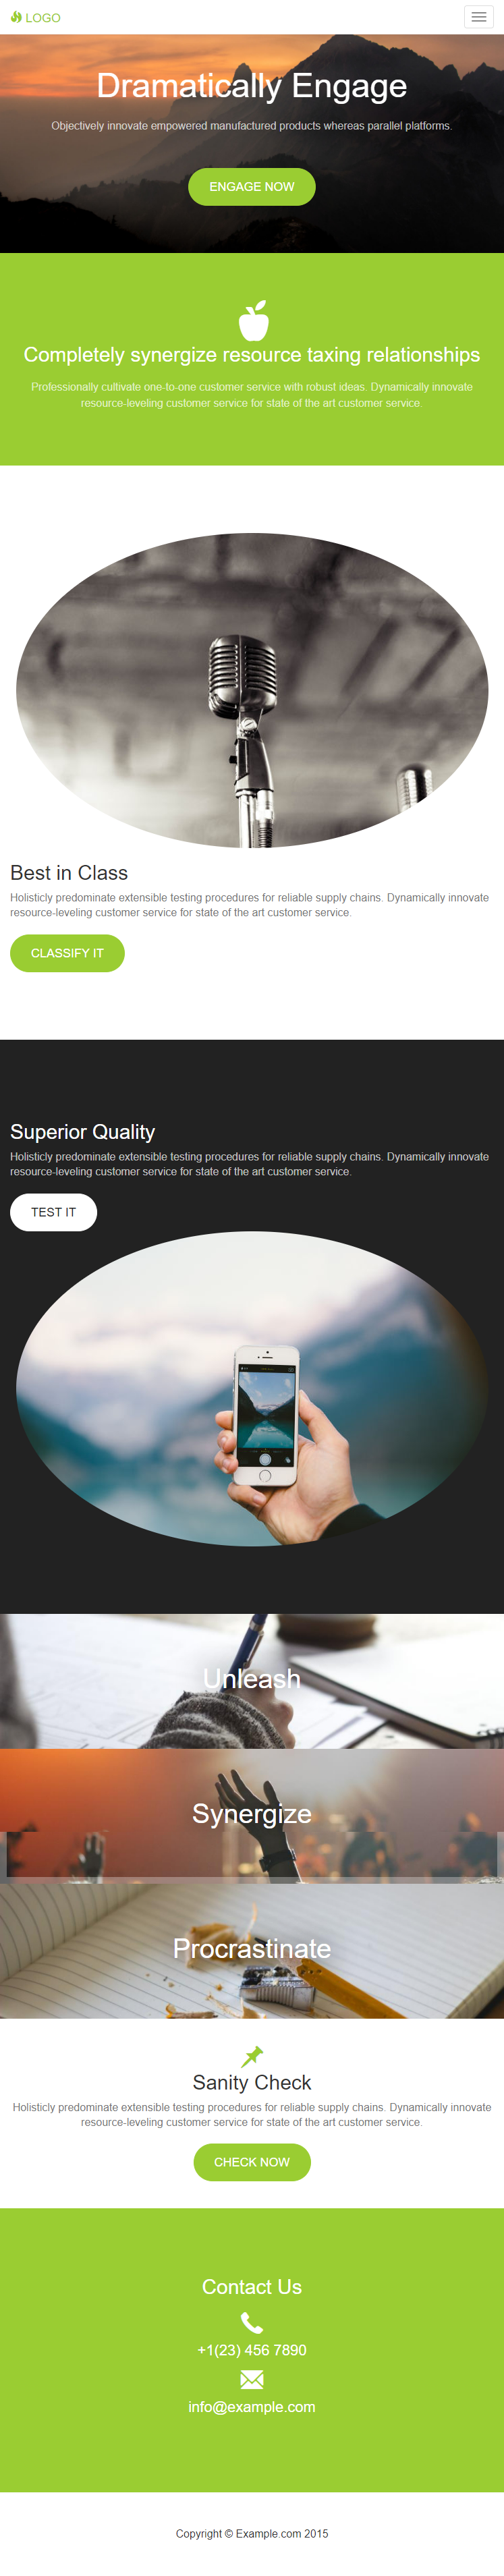 LOGO
Dramatically Engage
Objectively innovate empowered manufactured products whereas parallel platforms.
ENGAGE NOW
Completely synergize resource taxing relationships
Professionally cultivate one-to-one customer service with robust ideas. Dynamically innovate
resource-leveling customer service for state of the art customer service.
Best in Class
Holisticly predominate extensible testing procedures for reliable supply chains. Dynamically innovate
resource-leveling customer service for state of the art customer service.
CLASSIFY IT
Superior Quality
Holisticly predominate extensible testing procedures for reliable supply chains. Dynamically innovate
resource-leveling customer service for state of the art customer service.
TEST IT
Unleash
Synergize
Procrastinate
Sanity Check
Holisticly predominate extensible testing procedures for reliable supply chains. Dynamically innovate
resource-leveling customer service for state of the art customer service.
CHECK NOW
Contact Us
+1(23) 456 7890
info@example.com
Copyright © Example.com 2015